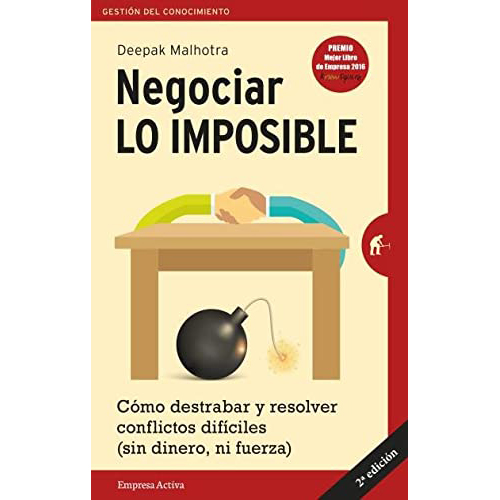 GESTIÓN DEL CONOCIMIENTO
Deepak Malhotra
PREMIO
Mejor Libro
de Empresa 2016
Negociar
LO IMPOSIBLE
Cómo destrabar y resolver
conflictos difíciles
(sin dinero, ni fuerza)
2ª edición
Empresa Activa